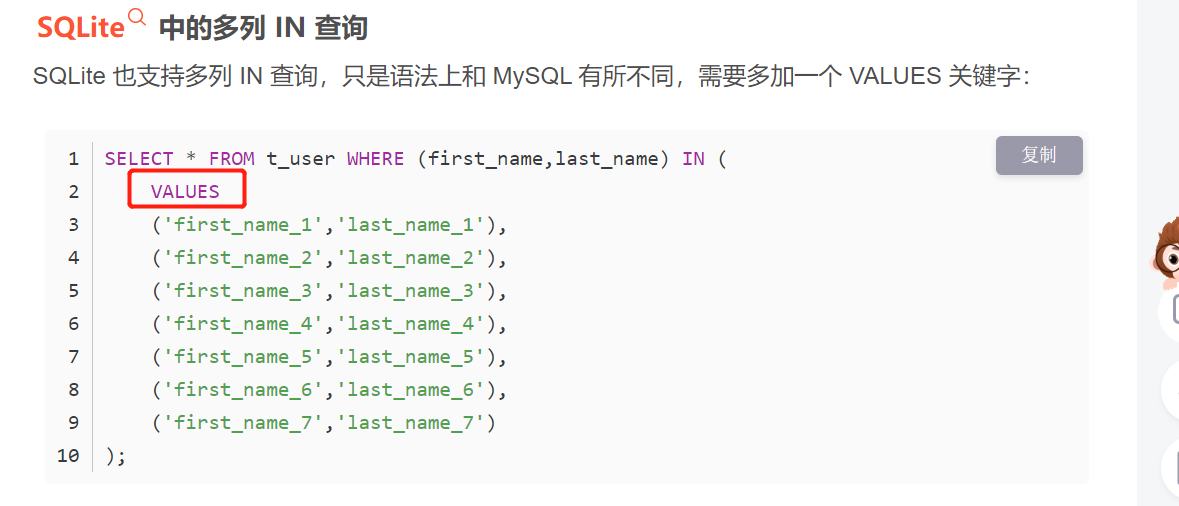 SQLite 中的多列 IN 查询
SQLite 也支持多列 IN 查询，只是语法上和 MySQL 有所不同，需要多加一个 VALUES 关键字：
复制
1 SELECT * FROM t_user WHERE (first_name,last_name) IN (
2 VALUES
3 ('first_name_1','last_name_1'),
4 ('first_name_2','last_name_2'),
5 ('first_name_3','last_name_3'),
6 ('first_name_4','last_name_4'),
7 ('first_name_5','last_name_5'),
8 ('first_name_6','last_name_6'),
9 ('first_name_7','last_name_7')
10 );